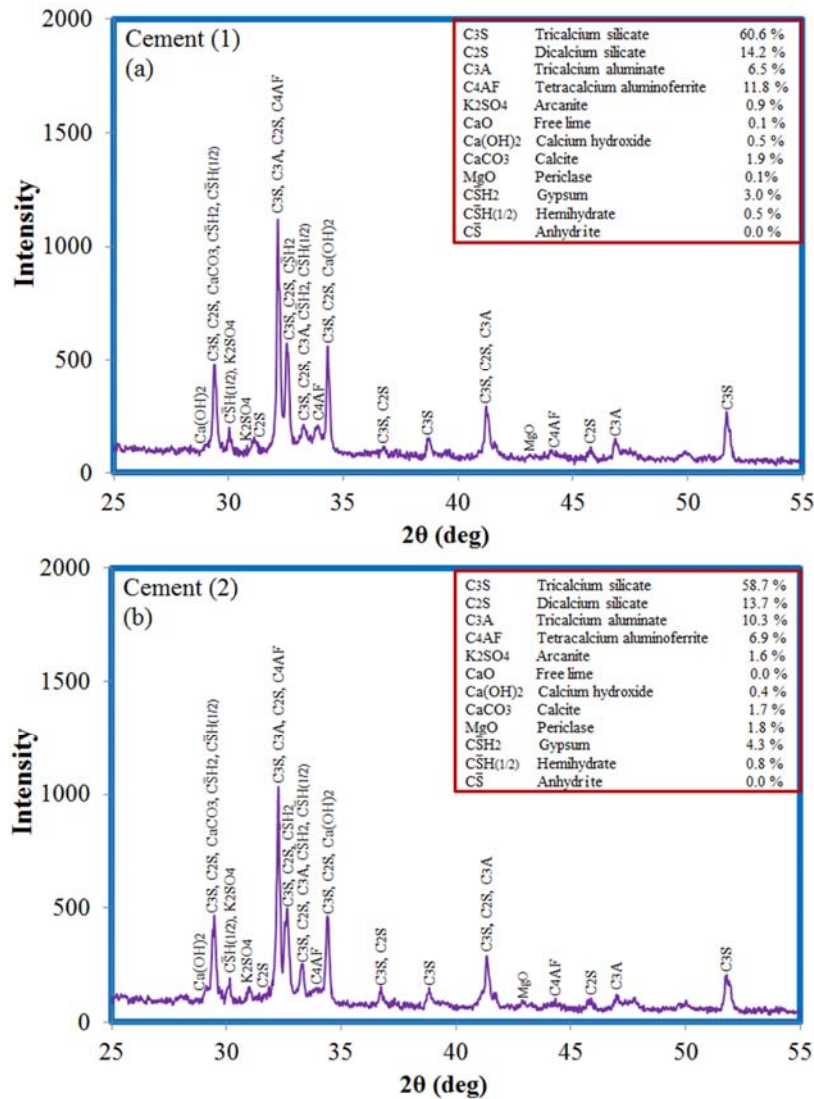 Cement (1)
(a)
C3S Tricalcium silicate 60.6 %
C2S Dicalcium silicate 14.2 %
C3A Tricalcium aluminate 6.5 %
C4AF Tetracalcium aluminoferrite 11.8 %
K2SO4 Arcanite 0.9 %
CaO Free lime 0.1 %
Ca(OH)2 Calcium hydroxide 0.5 %
CaCO3 Calcite 1.9 %
MgO Periclase 0.1%
CS̄H2 Gypsum 3.0 %
CS̄H(1/2) Hemihydrate 0.5 %
CS̄ Anhydrite 0.0 %
2000
1500
1000
500
0
Intensity
Ca(OH)2
C3S, C2S, CaCO3, CS̄H2, CS̄H(1/2)
CS̄H(1/2), K2SO4
K2SO4
C2S
C3S, C3A, C2S, C4AF
C3S, C2S, CS̄H2
C3S, C2S, C3A, CS̄H2, CS̄H(1/2)
C4AF
C3S, C2S, Ca(OH)2
C3S, C2S
C3S
C3S, C2S, C3A
MgO
C4AF
C2S
C3A
C3S
25 30 35 40 45 50 55
2θ (deg)
Cement (2)
(b)
C3S Tricalcium silicate 58.7 %
C2S Dicalcium silicate 13.7 %
C3A Tricalcium aluminate 10.3 %
C4AF Tetracalcium aluminoferrite 6.9 %
K2SO4 Arcanite 1.6 %
CaO Free lime 0.0 %
Ca(OH)2 Calcium hydroxide 0.4 %
CaCO3 Calcite 1.7 %
MgO Periclase 1.8 %
CS̄H2 Gypsum 4.3 %
CS̄H(1/2) Hemihydrate 0.8 %
CS̄ Anhydrite 0.0 %
2000
1500
1000
500
0
Intensity
Ca(OH)2
C3S, C2S, CaCO3, CS̄H2, CS̄H(1/2)
CS̄H(1/2), K2SO4
K2SO4
C2S
C3S, C3A, C2S, C4AF
C3S, C2S, CS̄H2
C3S, C2S, C3A, CS̄H2, CS̄H(1/2)
C4AF
C3S, C2S, Ca(OH)2
C3S, C2S
C3S
C3S, C2S, C3A
MgO
C4AF
C2S
C3A
C3S
25 30 35 40 45 50 55
2θ (deg)